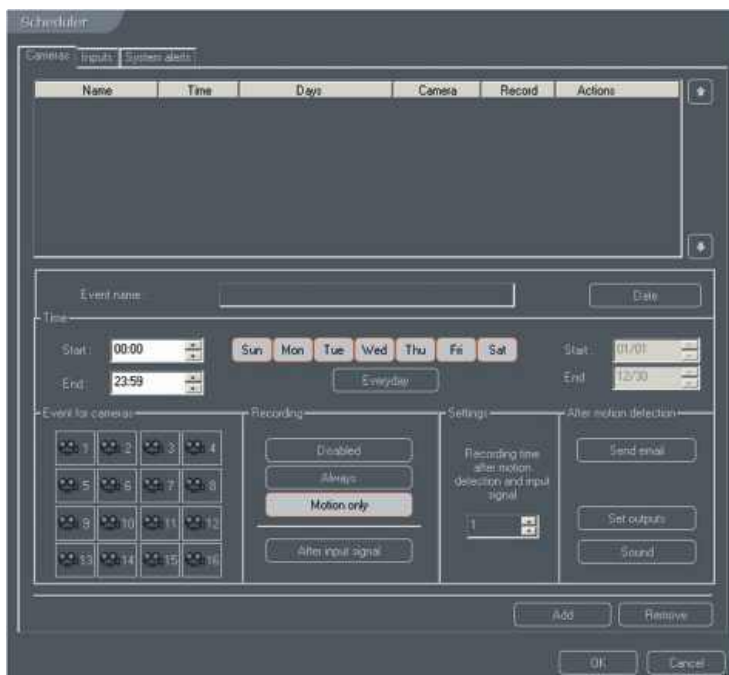 Scheduler
Cameras Inputs System alerts
Name Time Days Camera Record Actions
Event name: Date
Time
Start: 00:00 Sun Mon Tue Wed Thu Fri Sat Start: 01/01
End: 23:59 Everyday End: 12/30
Event for cameras Recording Settings After motion detection
1 2 3 4
5 6 7 8
9 10 11 12
13 14 15 16
Disabled
Always
Motion only
After input signal
Recording time
after motion
detection and input
signal
1
Send email
Set outputs
Sound
Add Remove
OK Cancel